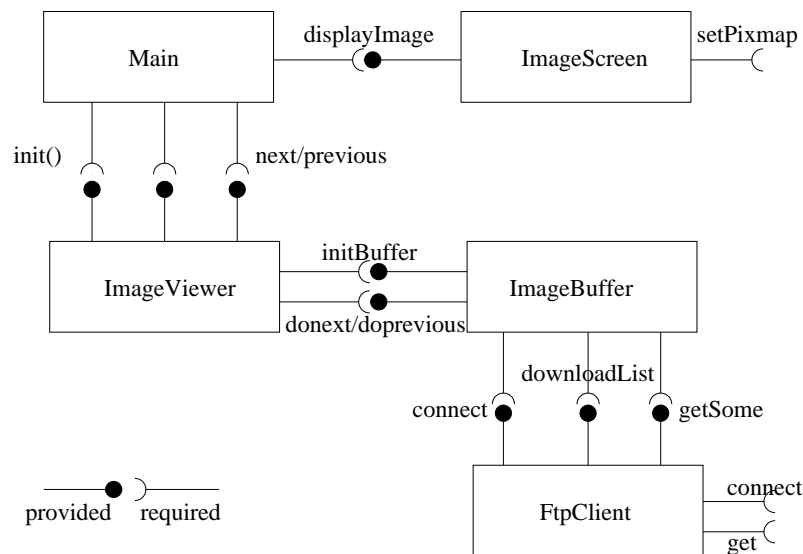 displayImage
setPixmap
Main
ImageScreen
init()
next/previous
initBuffer
ImageViewer
ImageBuffer
donext/doprevious
downloadList
connect
getSome
connect
provided
required
FtpClient
get